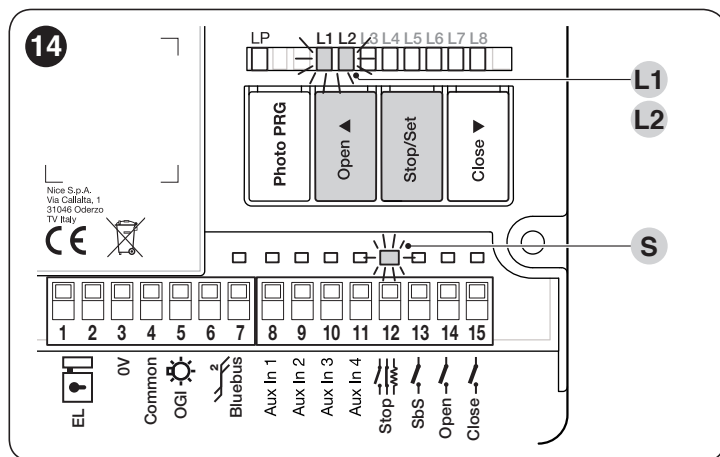 14
LP L1 L2 L3 L4 L5 L6 L7 L8
L1
L2
Photo PRG
Open ▲
Stop/Set
Close ▼
Nice S.p.A.
Via Callalta, 1
31046 Oderzo
TV Italy
CE
S
1 2 3 4 5 6 7 8 9 10 11 12 13 14 15
EL
0V
Common
OGI
2
Bluebus
Aux In 1
Aux In 2
Aux In 3
Aux In 4
Stop
SbS
Open
Close